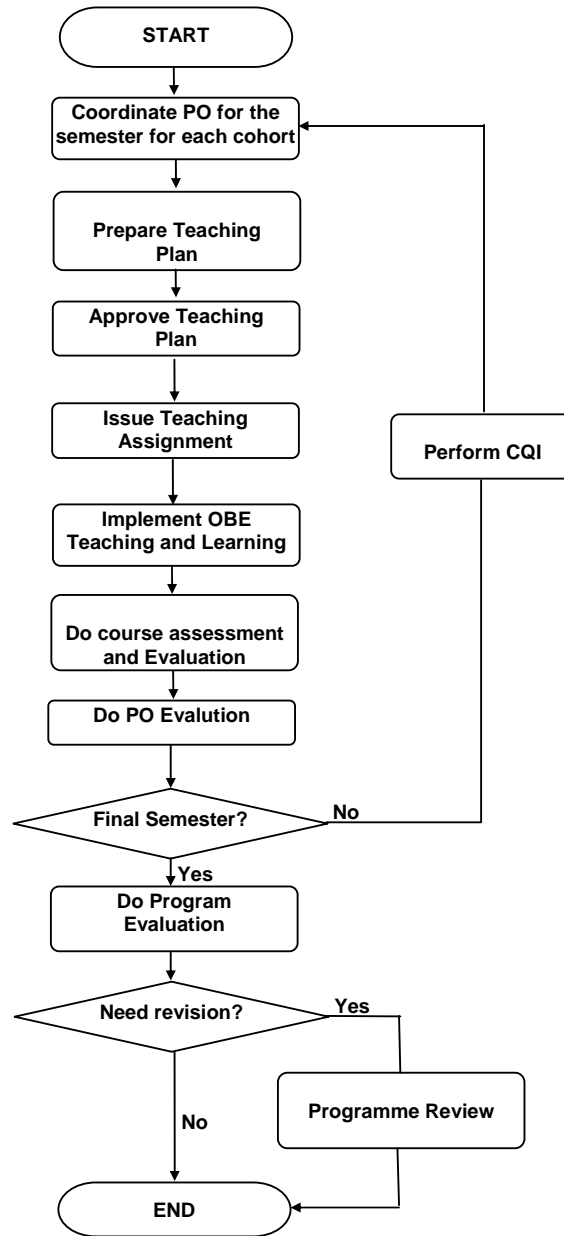 START
Coordinate PO for the
semester for each cohort
Prepare Teaching
Plan
Approve Teaching
Plan
Issue Teaching
Assignment
Perform CQI
Implement OBE
Teaching and Learning
Do course assessment
and Evaluation
Do PO Evalution
Final Semester?
No
Yes
Do Program
Evaluation
Need revision?
Yes
Programme Review
No
END